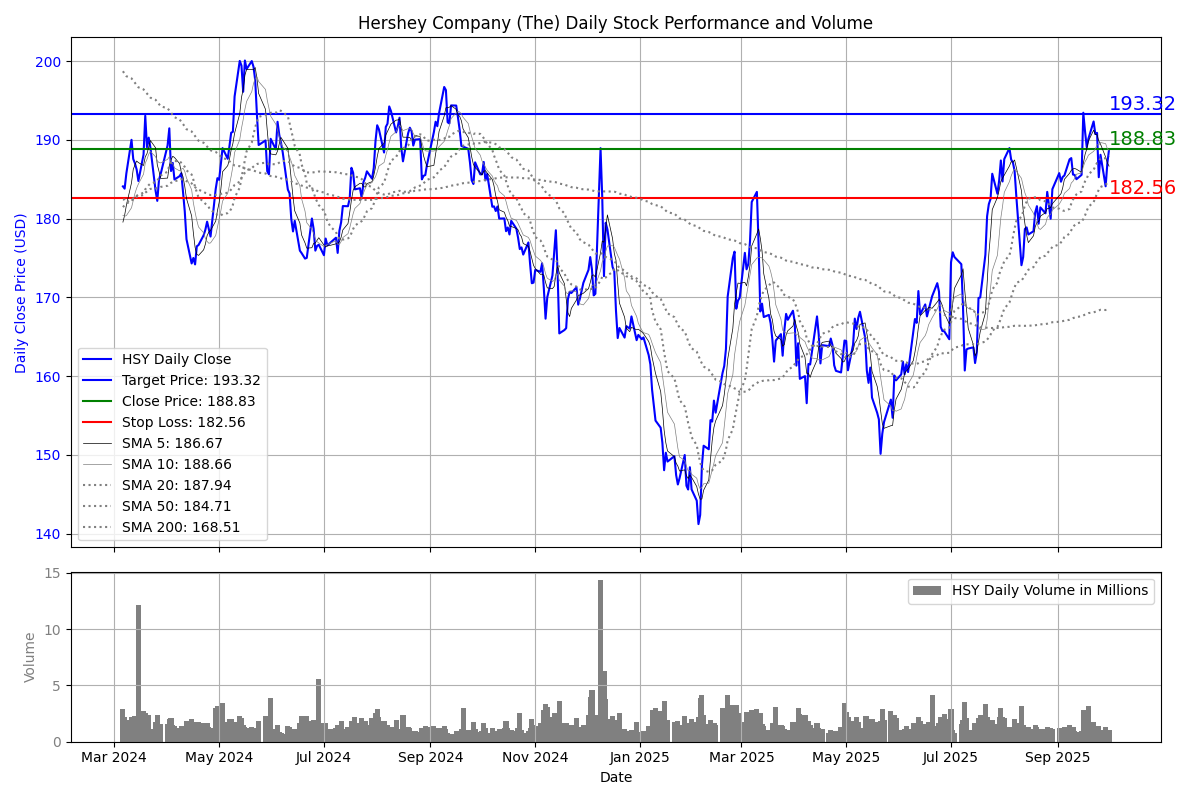 Hershey Company (The) Daily Stock Performance and Volume
Daily Close Price (USD)
200
190
180
170
160
150
140
193.32
188.83
182.56
HSY Daily Close
Target Price: 193.32
Close Price: 188.83
Stop Loss: 182.56
SMA 5: 186.67
SMA 10: 188.66
SMA 20: 187.94
SMA 50: 184.71
SMA 200: 168.51
Volume
15
10
5
0
HSY Daily Volume in Millions
Mar 2024 May 2024 Jul 2024 Sep 2024 Nov 2024 Jan 2025 Mar 2025 May 2025 Jul 2025 Sep 2025
Date